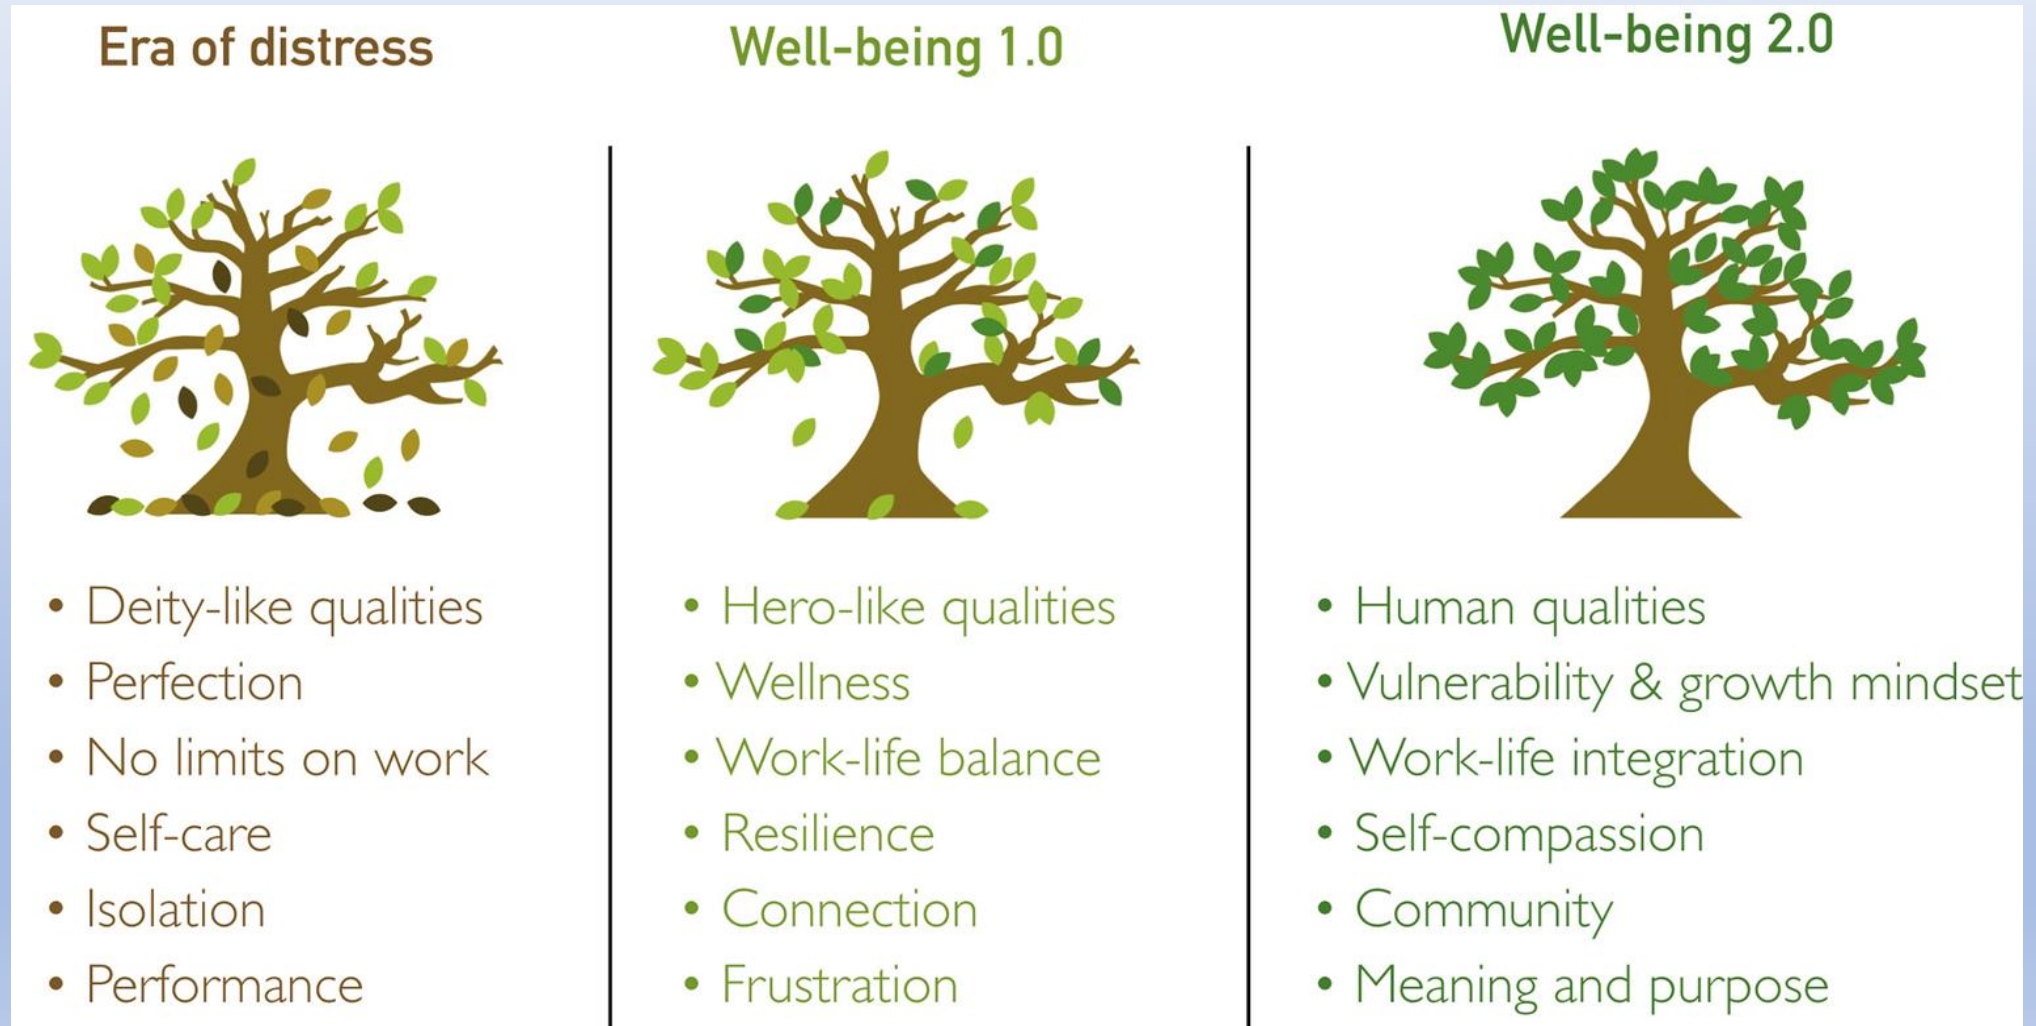 Era of distress
• Deity-like qualities
• Perfection
• No limits on work
• Self-care
• Isolation
• Performance
Well-being 1.0
• Hero-like qualities
• Wellness
• Work-life balance
• Resilience
• Connection
• Frustration
Well-being 2.0
• Human qualities
• Vulnerability & growth mindset
• Work-life integration
• Self-compassion
• Community
• Meaning and purpose